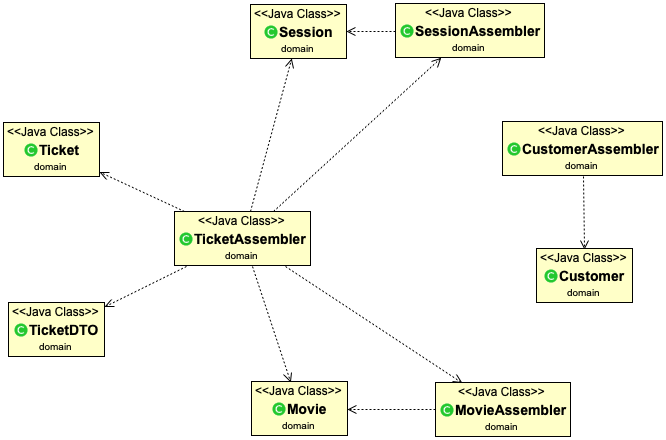 <<Java Class>>
C Session
domain
<<Java Class>>
C SessionAssembler
domain
<<Java Class>>
C Ticket
domain
<<Java Class>>
C CustomerAssembler
domain
<<Java Class>>
C TicketAssembler
domain
<<Java Class>>
C Customer
domain
<<Java Class>>
C TicketDTO
domain
<<Java Class>>
C Movie
domain
<<Java Class>>
C MovieAssembler
domain